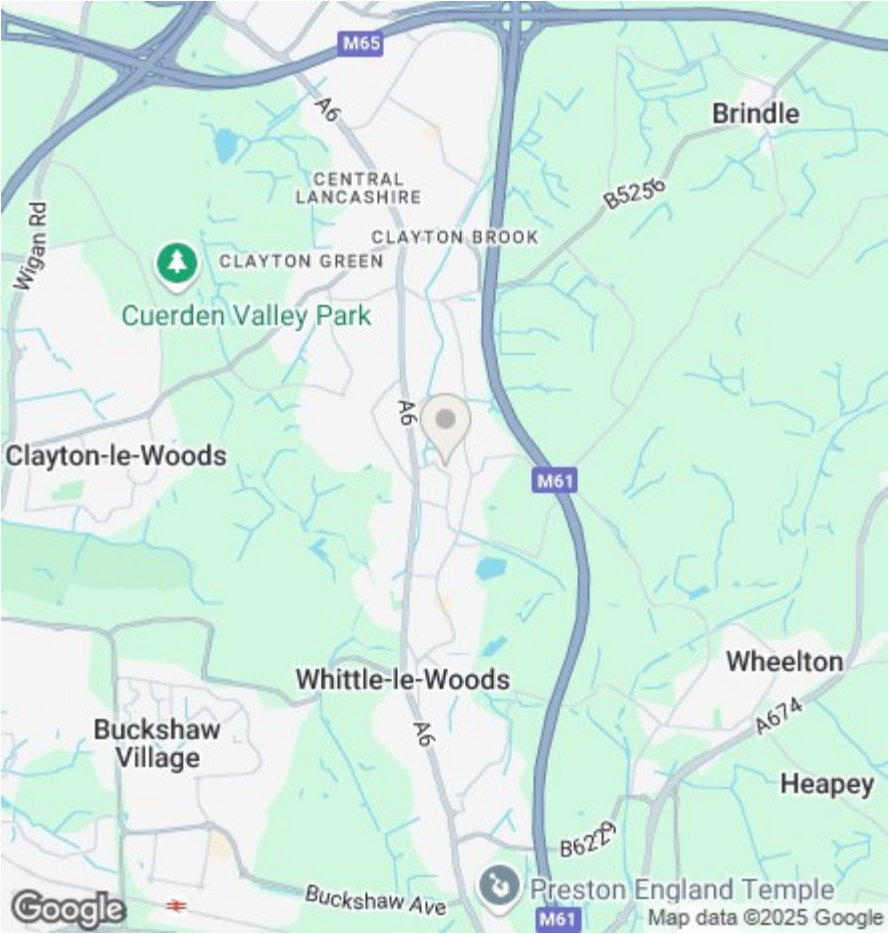 M65
A6
Brindle
CENTRAL
LANCASHIRE
B5256
Wigan Rd
CLAYTON BROOK
CLAYTON GREEN
Cuerden Valley Park
A6
Clayton-le-Woods
M61
Wheelton
Whittle-le-Woods
A674
Buckshaw
Village
A6
Heapey
B6229
Buckshaw Ave
Preston England Temple
Google
M61
Map data ©2025 Google